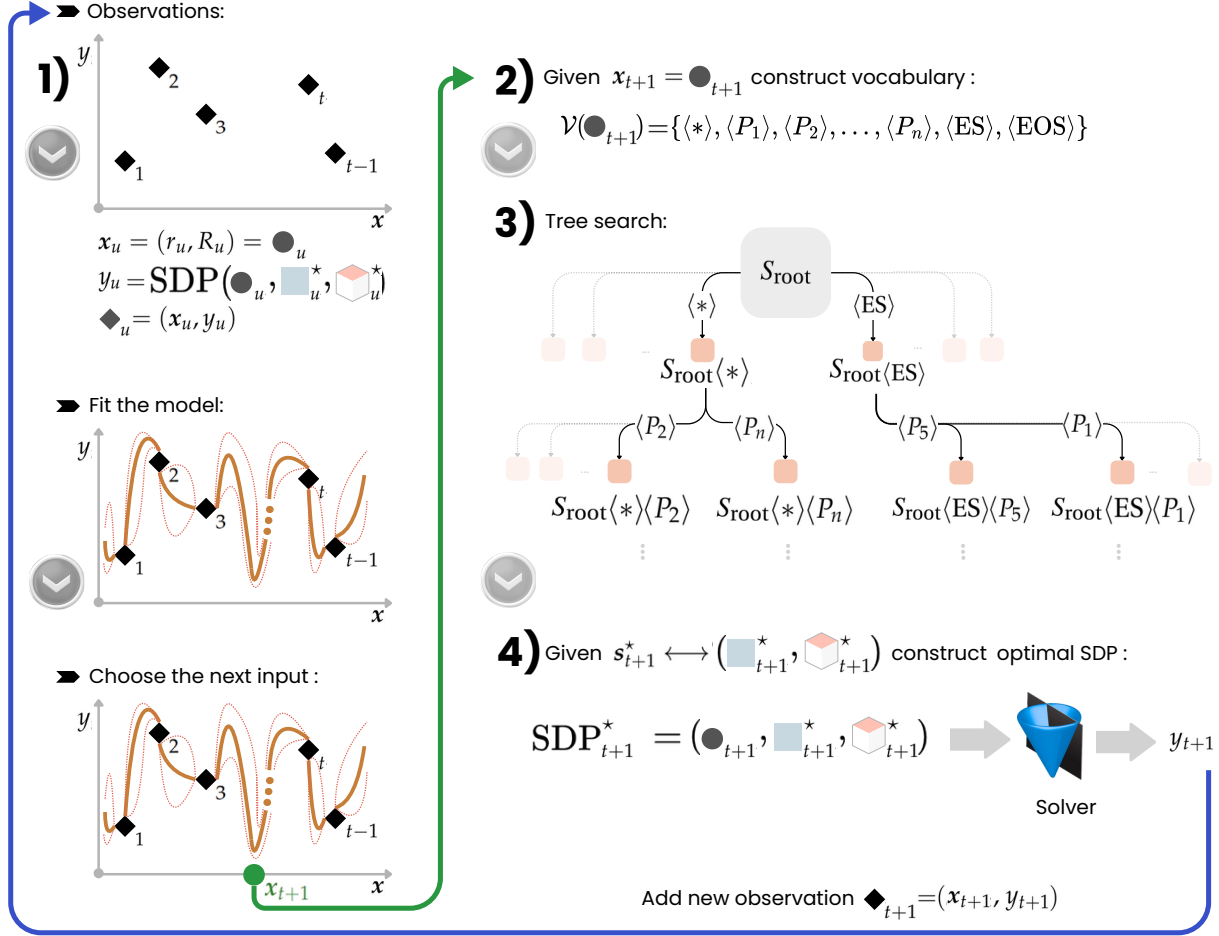 Observations:
1)
y
2
t
3
1
t−1
x
x_u = (r_u, R_u) = ●_u
y_u = SDP(●_u, ■_u^⋆, ⬡_u^⋆)
◆_u = (x_u, y_u)
Fit the model:
y
2
t
3
1
t−1
x
Choose the next input :
y
2
t
3
1
t−1
x_{t+1}
x
2) Given x_{t+1} = ●_{t+1} construct vocabulary :
𝒱(●_{t+1})={⟨∗⟩, ⟨P_1⟩, ⟨P_2⟩, ..., ⟨P_n⟩, ⟨ES⟩, ⟨EOS⟩}
3) Tree search:
S_root
⟨∗⟩ ⟨ES⟩
... ...
S_root⟨∗⟩ S_root⟨ES⟩
⟨P_2⟩ ⟨P_n⟩ ⟨P_5⟩ ⟨P_1⟩
... ...
S_root⟨∗⟩⟨P_2⟩ S_root⟨∗⟩⟨P_n⟩ S_root⟨ES⟩⟨P_5⟩ S_root⟨ES⟩⟨P_1⟩
⋮ ⋮ ⋮ ⋮
4) Given s^⋆_{t+1} ⟷ (■^⋆_{t+1}, ⬡^⋆_{t+1}) construct optimal SDP :
SDP^⋆_{t+1} = (●_{t+1}, ■^⋆_{t+1}, ⬡^⋆_{t+1})
y_{t+1}
Solver
Add new observation ◆_{t+1}=(x_{t+1}, y_{t+1})